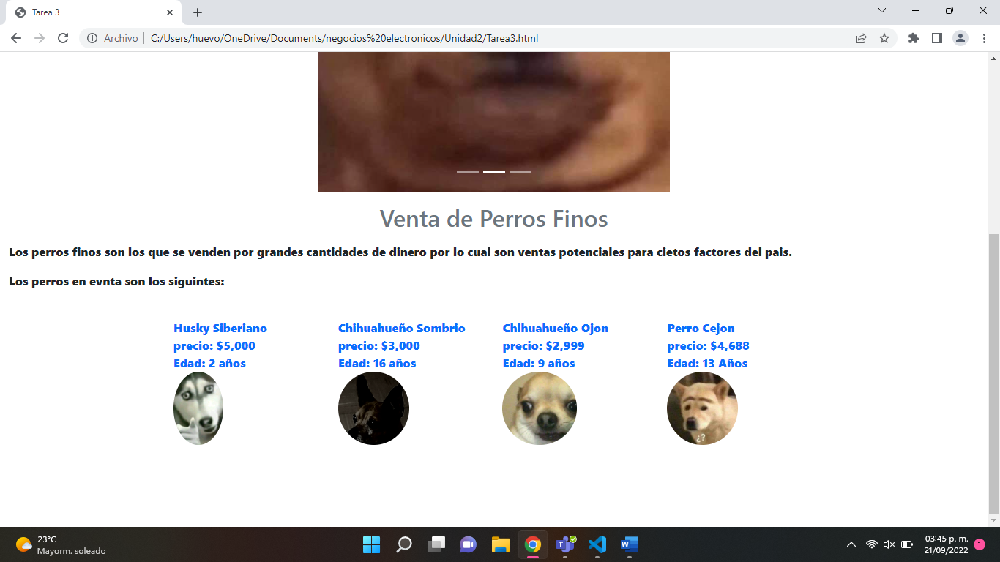 Tarea 3
Archivo
C:/Users/huevo/OneDrive/Documents/negocios%20electronicos/Unidad2/Tarea3.html
Venta de Perros Finos
Los perros finos son los que se venden por grandes cantidades de dinero por lo cual son ventas potenciales para cietos factores del pais.
Los perros en evnta son los siguintes:
Husky Siberiano
precio: $5,000
Edad: 2 años
Chihuahueño Sombrio
precio: $3,000
Edad: 16 años
Chihuahueño Ojon
precio: $2,999
Edad: 9 años
Perro Cejon
precio: $4,688
Edad: 13 Años
¿?
23°C
Mayorm. soleado
03:45 p. m.
21/09/2022
1